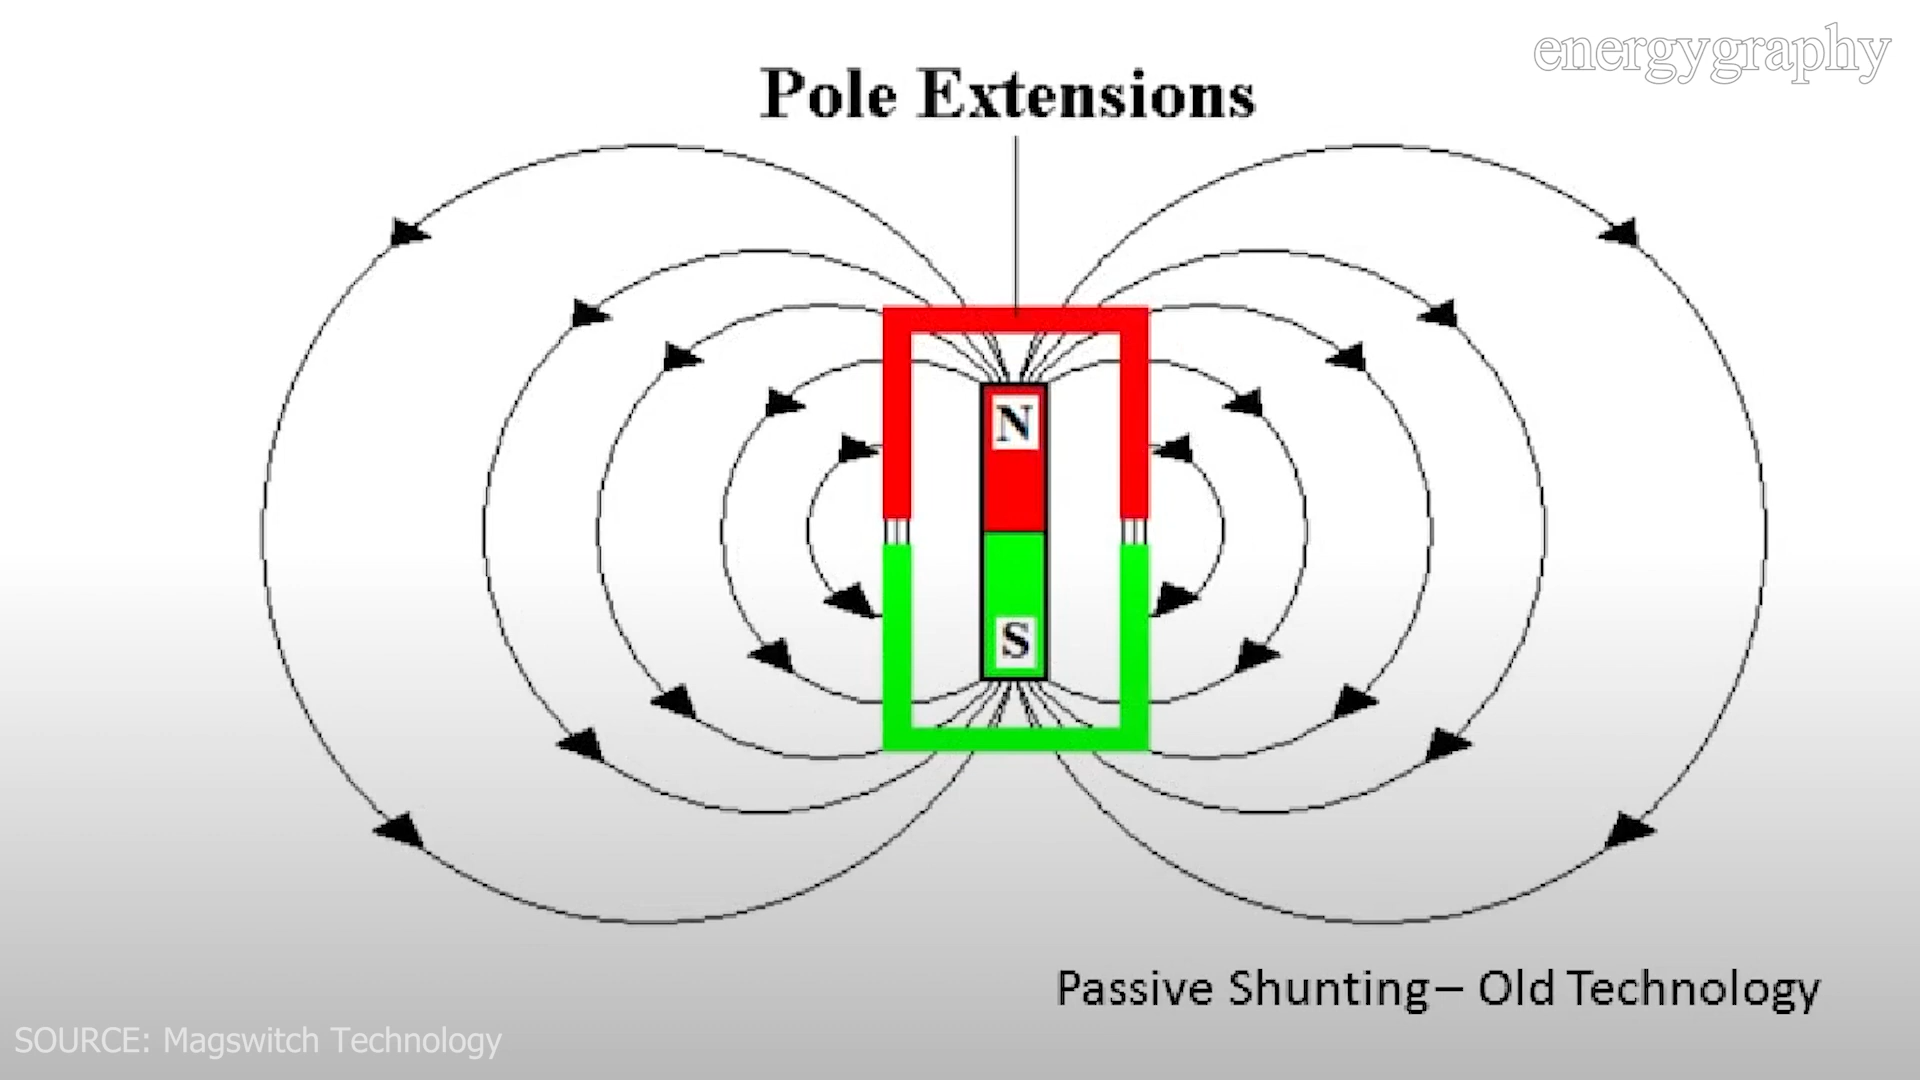 energygraphy
Pole Extensions
N
S
Passive Shunting– Old Technology
SOURCE: Magswitch Technology